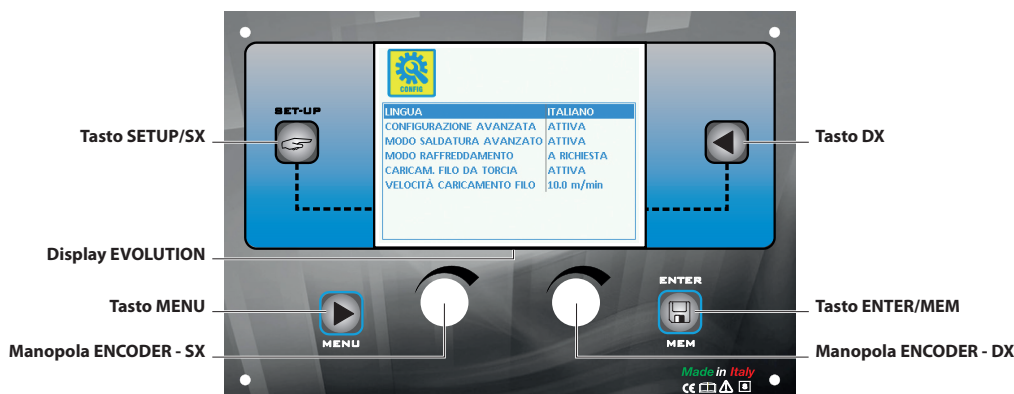 CONFIG
SET-UP
LINGUA ITALIANO
CONFIGURAZIONE AVANZATA ATTIVA
MODO SALDATURA AVANZATO ATTIVA
MODO RAFFREDDAMENTO A RICHIESTA
CARICAM. FILO DA TORCIA ATTIVA
VELOCITÀ CARICAMENTO FILO 10.0 m/min
Tasto SETUP/SX
Tasto DX
Display EVOLUTION
ENTER
Tasto MENU
Tasto ENTER/MEM
MENU
MEM
Manopola ENCODER - SX
Manopola ENCODER - DX
Made in Italy
CE